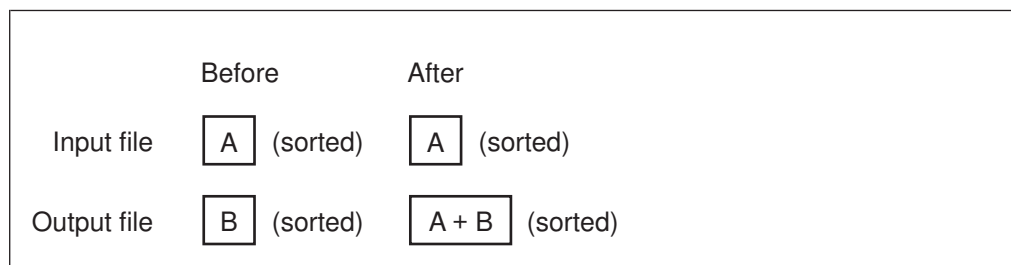 Before After
Input file A (sorted) A (sorted)
Output file B (sorted) A + B (sorted)